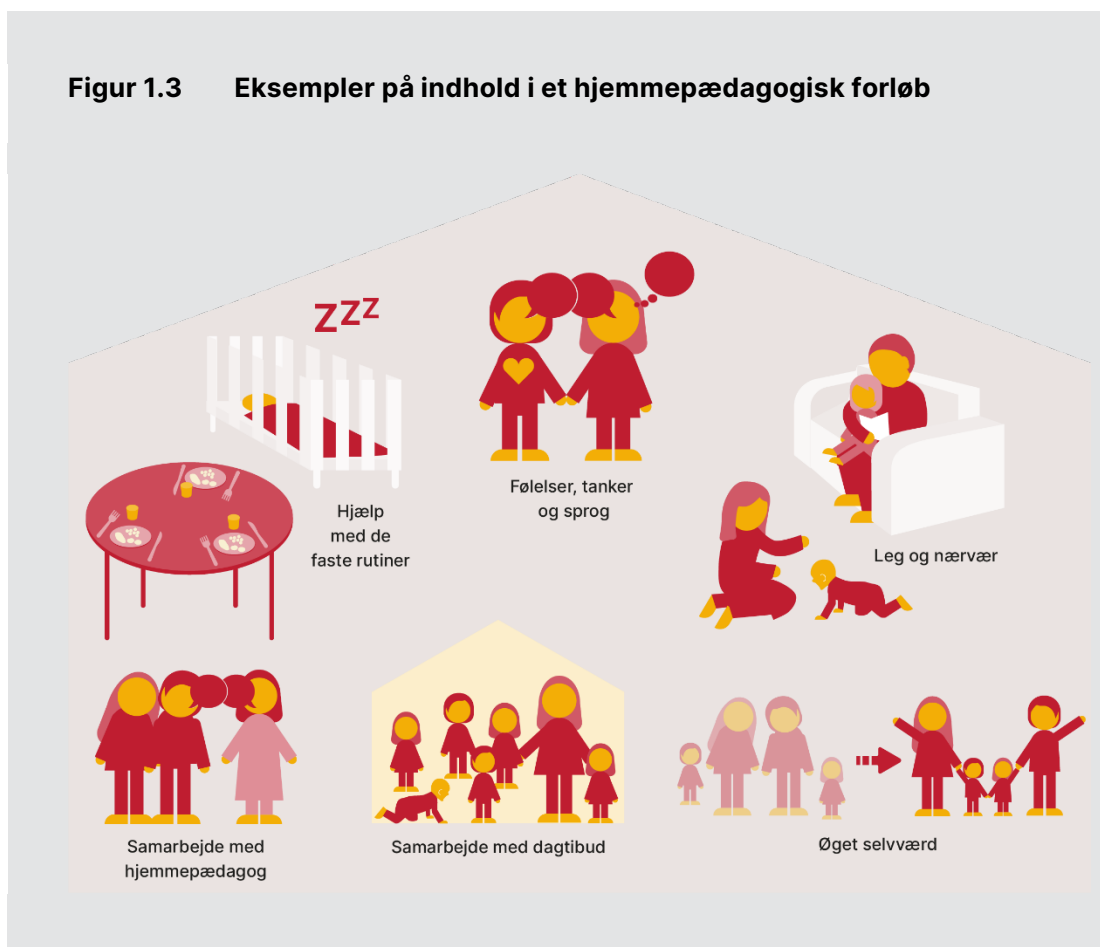 Figur 1.3 Eksempler på indhold i et hjemmepædagogisk forløb
zzz
Følelser, tanker
og sprog
Hjælp
med de
faste rutiner
Leg og nærvær
Samarbejde med
hjemmepædagog
Samarbejde med dagtibud
Øget selvværd